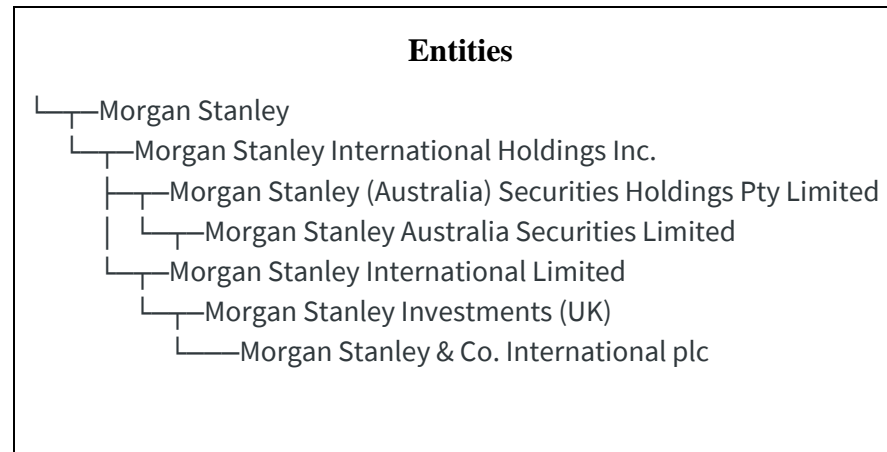 Entities
Morgan Stanley
Morgan Stanley International Holdings Inc.
Morgan Stanley (Australia) Securities Holdings Pty Limited
Morgan Stanley Australia Securities Limited
Morgan Stanley International Limited
Morgan Stanley Investments (UK)
Morgan Stanley & Co. International plc